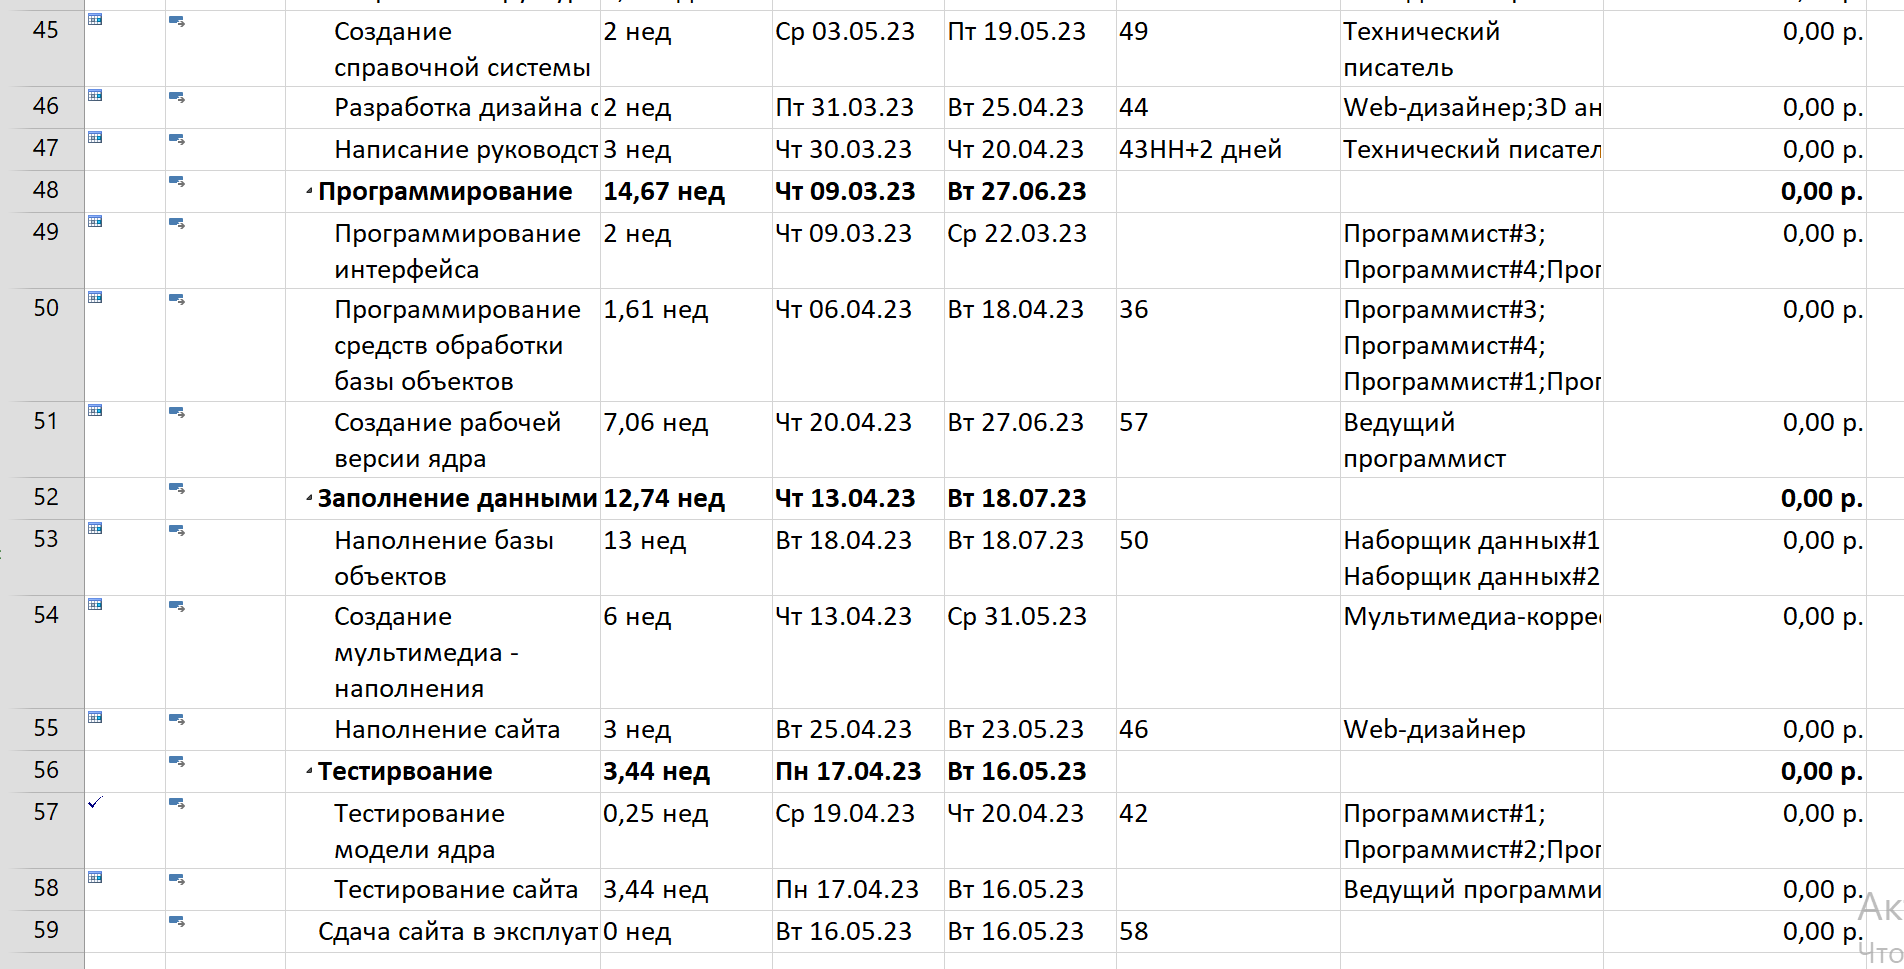 45 Создание 2 нед Ср 03.05.23 Пт 19.05.23 49 Технический 0,00 р.
справочной системы писатель
46 Разработка дизайна с 2 нед Пт 31.03.23 Вт 25.04.23 44 Web-дизайнер;3D ан 0,00 р.
47 Написание руководст 3 нед Чт 30.03.23 Чт 20.04.23 43НН+2 дней Технический писател 0,00 р.
48 Программирование 14,67 нед Чт 09.03.23 Вт 27.06.23 0,00 р.
49 Программирование 2 нед Чт 09.03.23 Ср 22.03.23 Программист#3; 0,00 р.
интерфейса Программист#4;Прог
50 Программирование 1,61 нед Чт 06.04.23 Вт 18.04.23 36 Программист#3; 0,00 р.
средств обработки Программист#4;
базы объектов Программист#1;Прог
51 Создание рабочей 7,06 нед Чт 20.04.23 Вт 27.06.23 57 Ведущий 0,00 р.
версии ядра программист
52 Заполнение данными 12,74 нед Чт 13.04.23 Вт 18.07.23 0,00 р.
53 Наполнение базы 13 нед Вт 18.04.23 Вт 18.07.23 50 Наборщик данных#1 0,00 р.
объектов Наборщик данных#2
54 Создание 6 нед Чт 13.04.23 Ср 31.05.23 Мультимедиа-коррес 0,00 р.
мультимедиа -
наполнения
55 Наполнение сайта 3 нед Вт 25.04.23 Вт 23.05.23 46 Web-дизайнер 0,00 р.
56 Тестирвоание 3,44 нед Пн 17.04.23 Вт 16.05.23 0,00 р.
57 Тестирование 0,25 нед Ср 19.04.23 Чт 20.04.23 42 Программист#1; 0,00 р.
модели ядра Программист#2;Прог
58 Тестирование сайта 3,44 нед Пн 17.04.23 Вт 16.05.23 Ведущий программи 0,00 р.
Ак
59 Сдача сайта в эксплуат 0 нед Вт 16.05.23 Вт 16.05.23 58 0,00 р.
Что